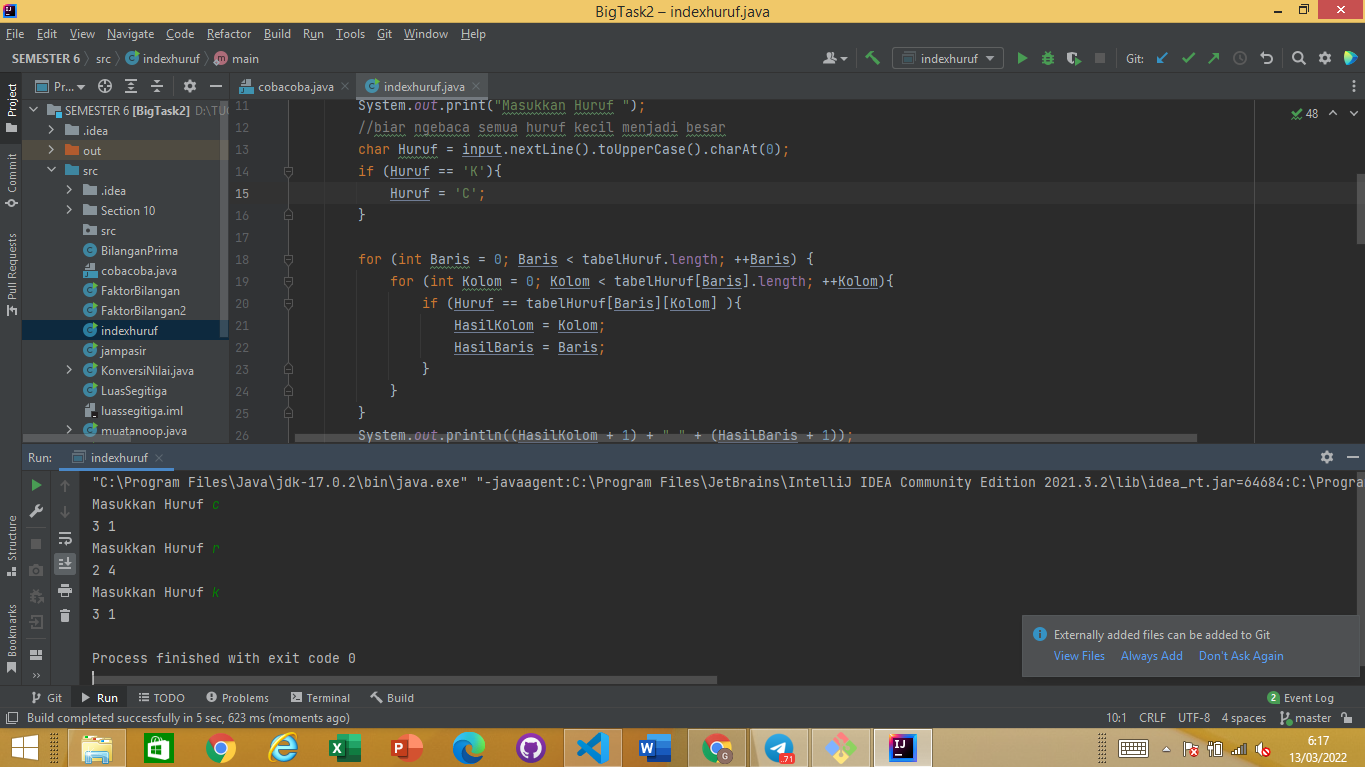 BigTask2 – indexhuruf.java
File Edit View Navigate Code Refactor Build Run Tools Git Window Help
SEMESTER 6 src indexhuruf main
indexhuruf
Git:
Project
Commit
Pull Requests
Structure
Bookmarks
Pr...
SEMESTER 6 [BigTask2] D:\TU
.idea
out
src
.idea
Section 10
src
BilanganPrima
cobacoba.java
FaktorBilangan
FaktorBilangan2
indexhuruf
jampasir
KonversiNilai.java
LuasSegitiga
luassegitiga.iml
muatanoop.java
cobacoba.java indexhuruf.java
48
11 System.out.print("Masukkan Huruf ");
12 //biar ngebaca semua huruf kecil menjadi besar
13 char Huruf = input.nextLine().toUpperCase().charAt(0);
14 if (Huruf == 'K'){
15 Huruf = 'C';
16 }
17
18 for (int Baris = 0; Baris < tabelHuruf.length; ++Baris) {
19 for (int Kolom = 0; Kolom < tabelHuruf[Baris].length; ++Kolom){
20 if (Huruf == tabelHuruf[Baris][Kolom] ){
21 HasilKolom = Kolom;
22 HasilBaris = Baris;
23 }
24 }
25 }
26 System.out.println((HasilKolom + 1) + " " + (HasilBaris + 1));
Run: indexhuruf
"C:\Program Files\Java\jdk-17.0.2\bin\java.exe" "-javaagent:C:\Program Files\JetBrains\IntelliJ IDEA Community Edition 2021.3.2\lib\idea_rt.jar=64684:C:\Progra
Masukkan Huruf c
3 1
Masukkan Huruf r
2 4
Masukkan Huruf k
3 1
Process finished with exit code 0
Externally added files can be added to Git
View Files Always Add Don't Ask Again
Git Run TODO Problems Terminal Build
2 Event Log
Build completed successfully in 5 sec, 623 ms (moments ago)
10:1 CRLF UTF-8 4 spaces master
71
6:17
13/03/2022